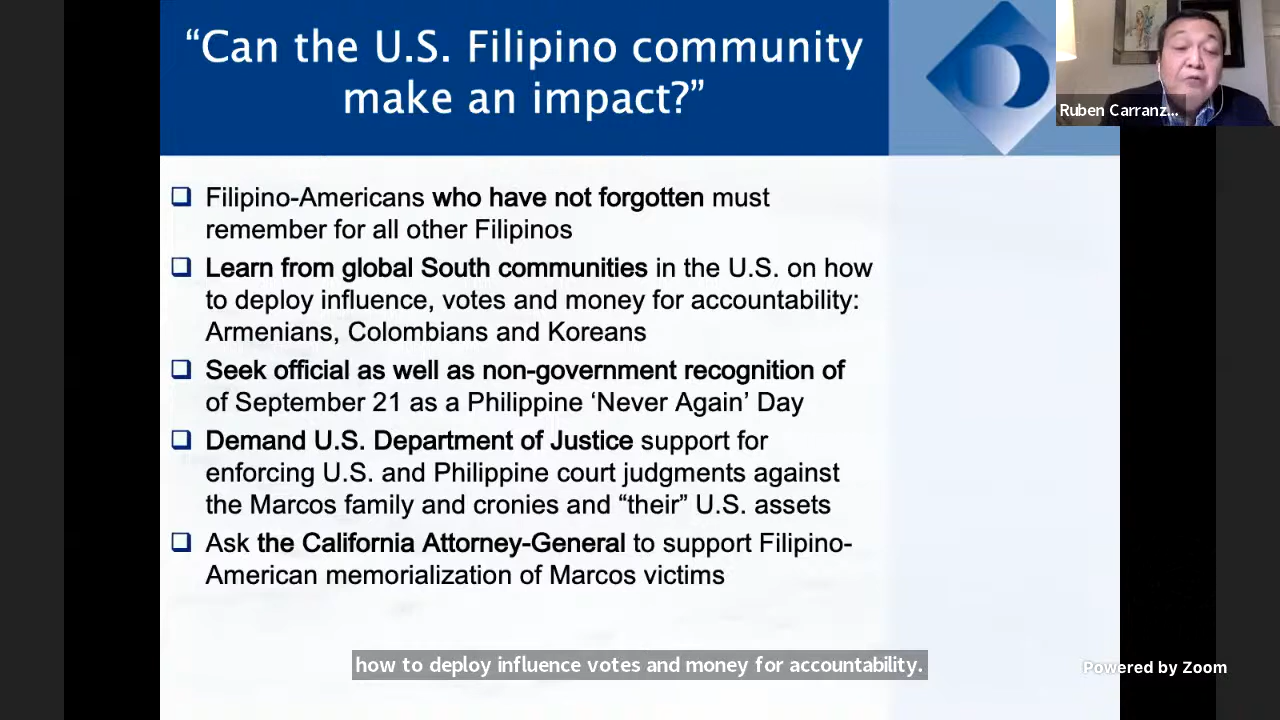 “Can the U.S. Filipino community
make an impact?”
Ruben Carranz...
Filipino-Americans who have not forgotten must
remember for all other Filipinos
Learn from global South communities in the U.S. on how
to deploy influence, votes and money for accountability:
Armenians, Colombians and Koreans
Seek official as well as non-government recognition of
of September 21 as a Philippine ‘Never Again’ Day
Demand U.S. Department of Justice support for
enforcing U.S. and Philippine court judgments against
the Marcos family and cronies and “their” U.S. assets
Ask the California Attorney-General to support Filipino-
American memorialization of Marcos victims
how to deploy influence votes and money for accountability.
Powered by Zoom